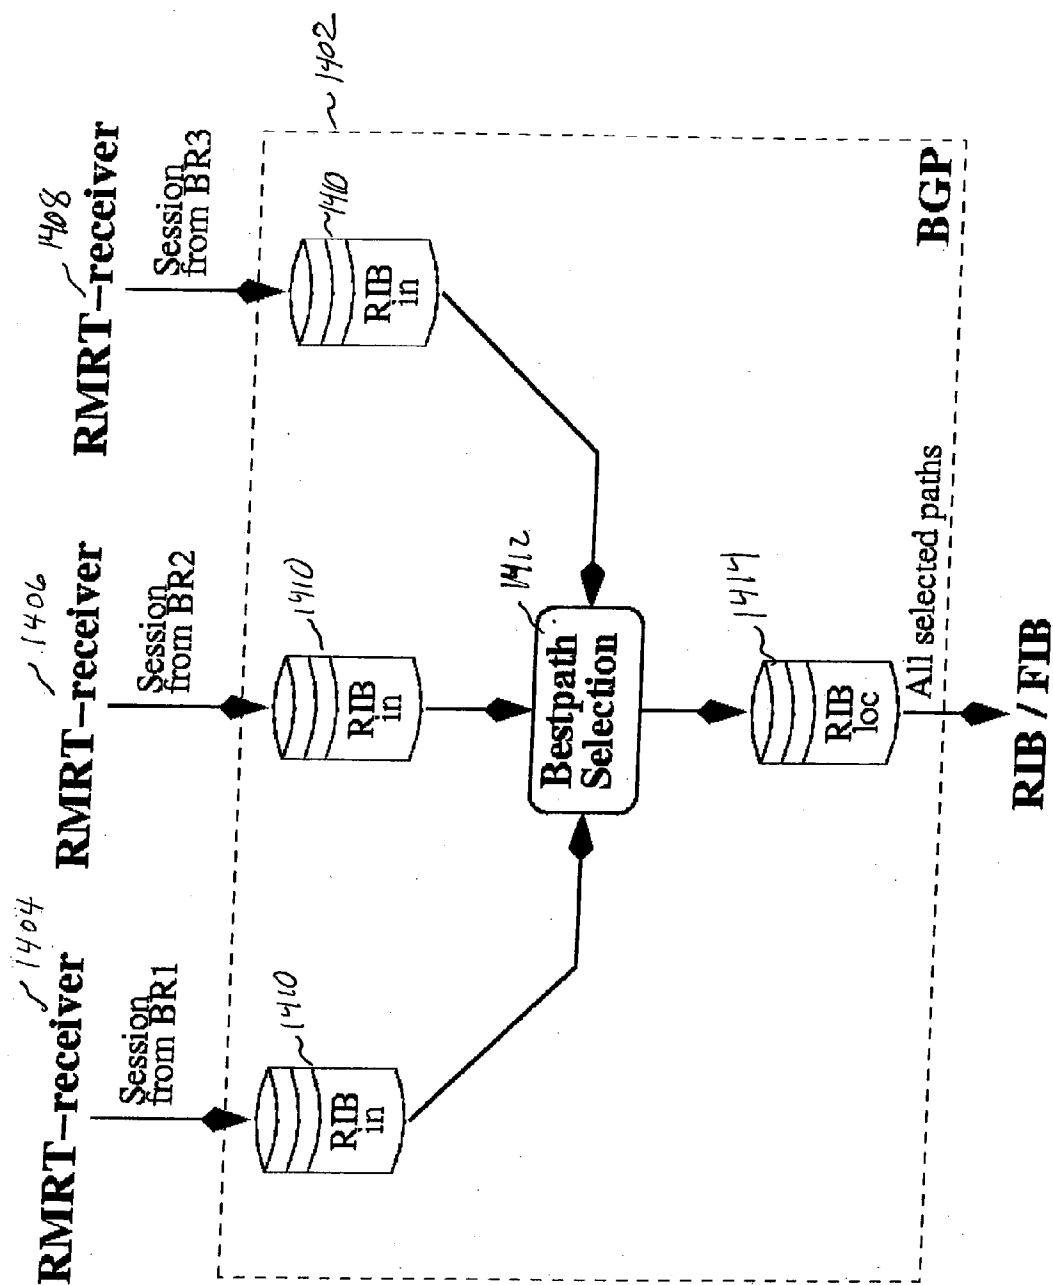 1404
1406
1408
RMRT-receiver
RMRT-receiver
RMRT-receiver
Session
from BR1
Session
from BR2
Session
from BR3
1402
1410
1410
1410
RIB
in
RIB
in
RIB
in
1412
Bestpath
Selection
1414
RIB
loc
All selected paths
BGP
RIB / FIB